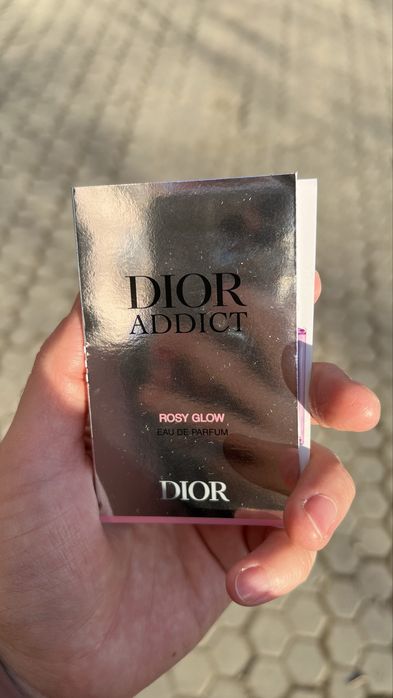 DIOR
ADDICT
ROSY GLOW
EAU DE PARFUM
DIOR